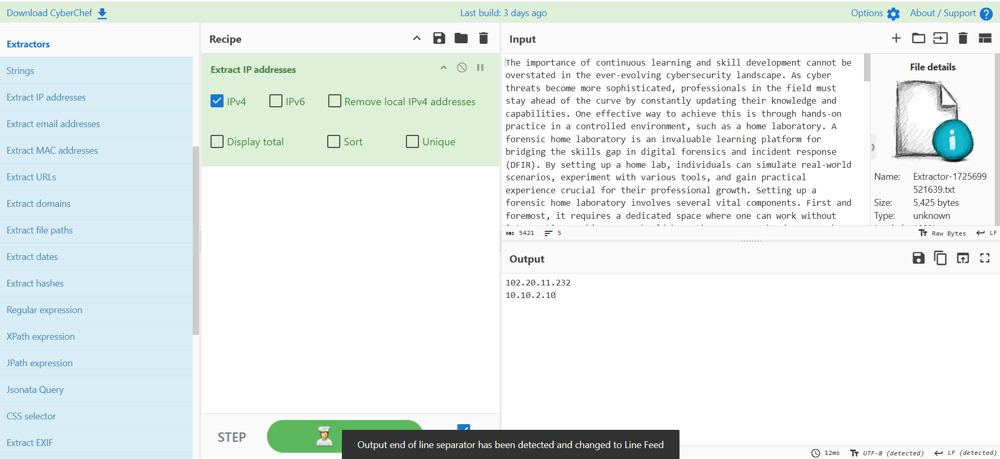 Download CyberChef
Last build: 3 days ago
Options
About / Support
Extractors
Strings
Extract IP addresses
Extract email addresses
Extract MAC addresses
Extract URLs
Extract domains
Extract file paths
Extract dates
Extract hashes
Regular expression
XPath expression
JPath expression
Jsonata Query
CSS selector
Extract EXIF
Recipe
Extract IP addresses
IPv4
IPv6
Remove local IPv4 addresses
Display total
Sort
Unique
STEP
Input
The importance of continuous learning and skill development cannot be
overstated in the ever-evolving cybersecurity landscape. As cyber
threats become more sophisticated, professionals in the field must
stay ahead of the curve by constantly updating their knowledge and
capabilities. One effective way to achieve this is through hands-on
practice in a controlled environment, such as a home laboratory. A
forensic home laboratory is an invaluable learning platform for
bridging the skills gap in digital forensics and incident response
(DFIR). By setting up a home lab, individuals can simulate real-world
scenarios, experiment with various tools, and gain practical
experience crucial for their professional growth. Setting up a
forensic home laboratory involves several vital components. First and
foremost, it requires a dedicated space where one can work without
File details
Name: Extractor-1725699
521639.txt
Size: 5,425 bytes
Type: unknown
ABC 5421
5
Raw Bytes
LF
Output
102.20.11.232
10.10.2.10
Output end of line separator has been detected and changed to Line Feed
12ms
UTF-8 (detected)
LF (detected)